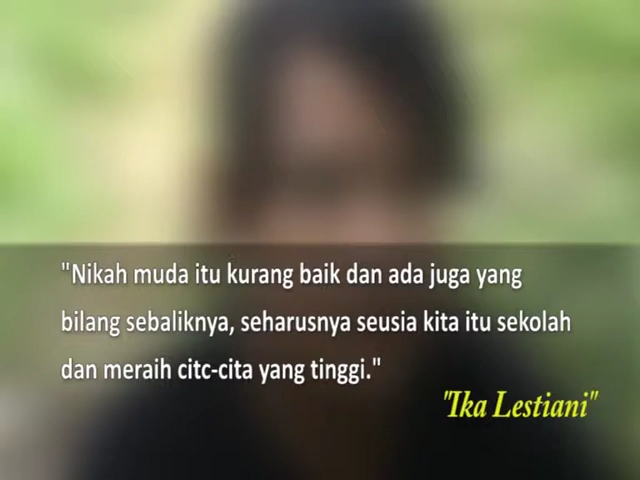 "Nikah muda itu kurang baik dan ada juga yang
bilang sebaliknya, seharusnya seusia kita itu sekolah
dan meraih citc-cita yang tinggi."
"Ika Lestiani"